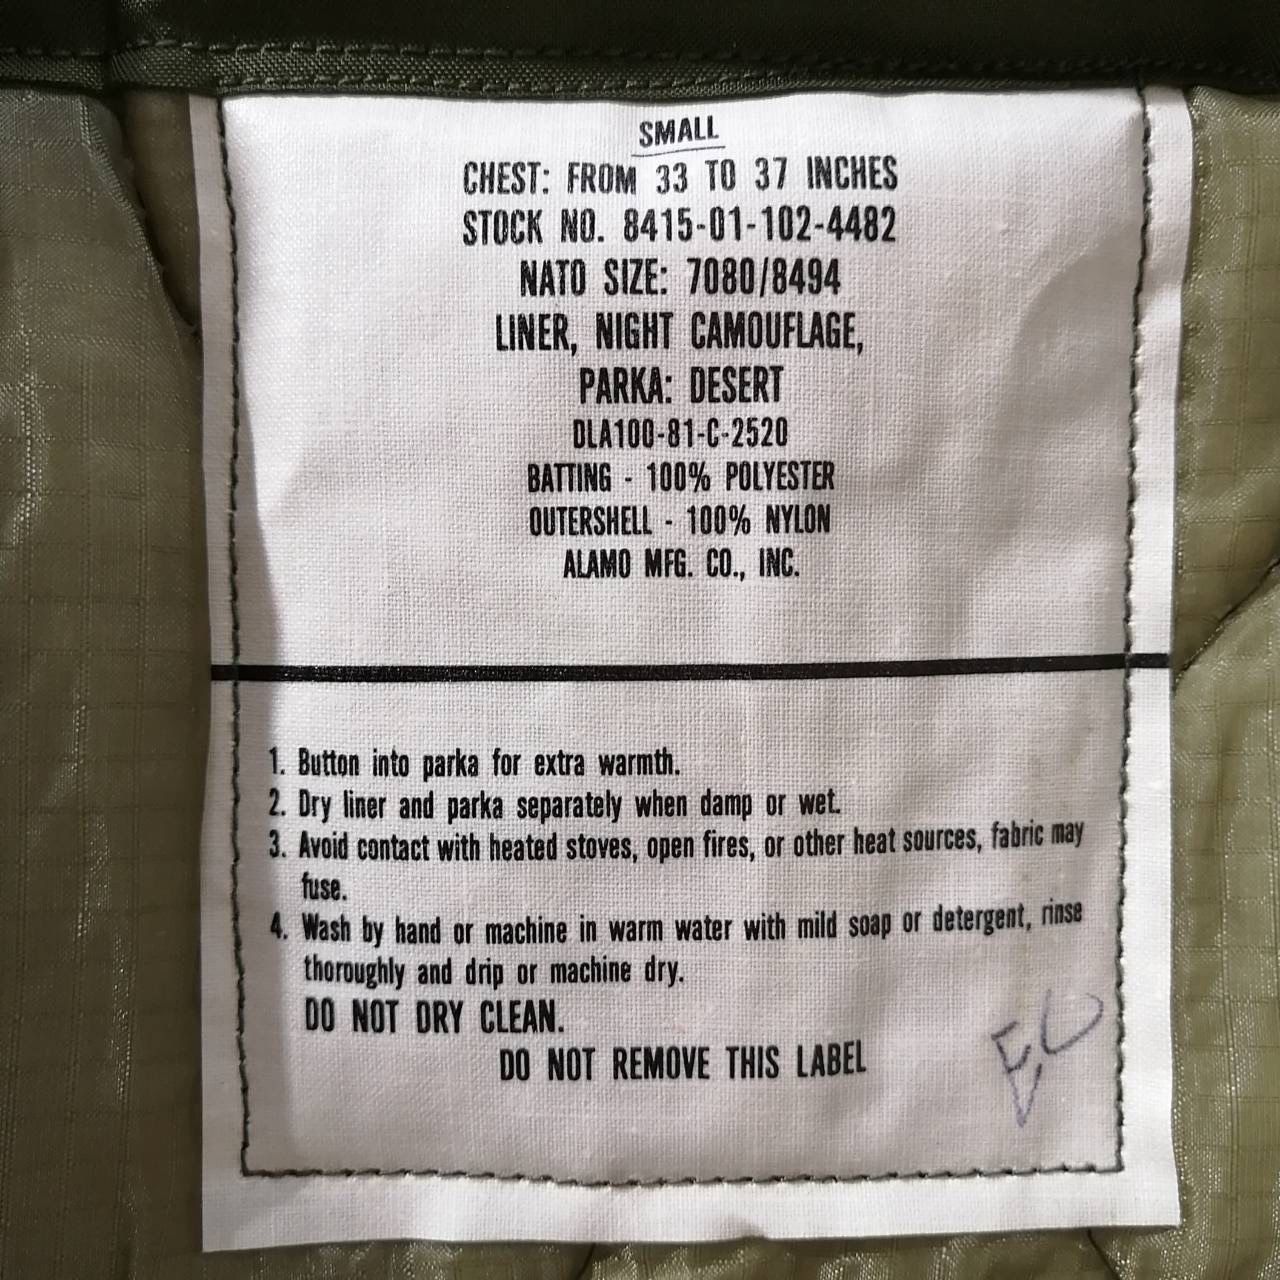 SMALL
CHEST: FROM 33 TO 37 INCHES
STOCK NO. 8415-01-102-4482
NATO SIZE: 7080/8494
LINER, NIGHT CAMOUFLAGE,
PARKA: DESERT
DLA100-81-C-2520
BATTING - 100% POLYESTER
OUTERSHELL - 100% NYLON
ALAMO MFG. CO., INC.
1. Button into parka for extra warmth.
2. Dry liner and parka separately when damp or wet.
3. Avoid contact with heated stoves, open fires, or other heat sources, fabric may
fuse.
4. Wash by hand or machine in warm water with mild soap or detergent, rinse
thoroughly and drip or machine dry.
DO NOT DRY CLEAN.
DO NOT REMOVE THIS LABEL